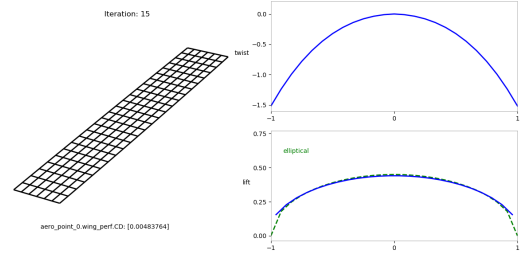 Iteration: 15
aero_point_0.wing_perf.CD: [0.00483764]
twist
0.0
−0.5
−1.0
−1.5
−1
0
1
lift
0.75
0.50
0.25
0.00
elliptical
−1
0
1